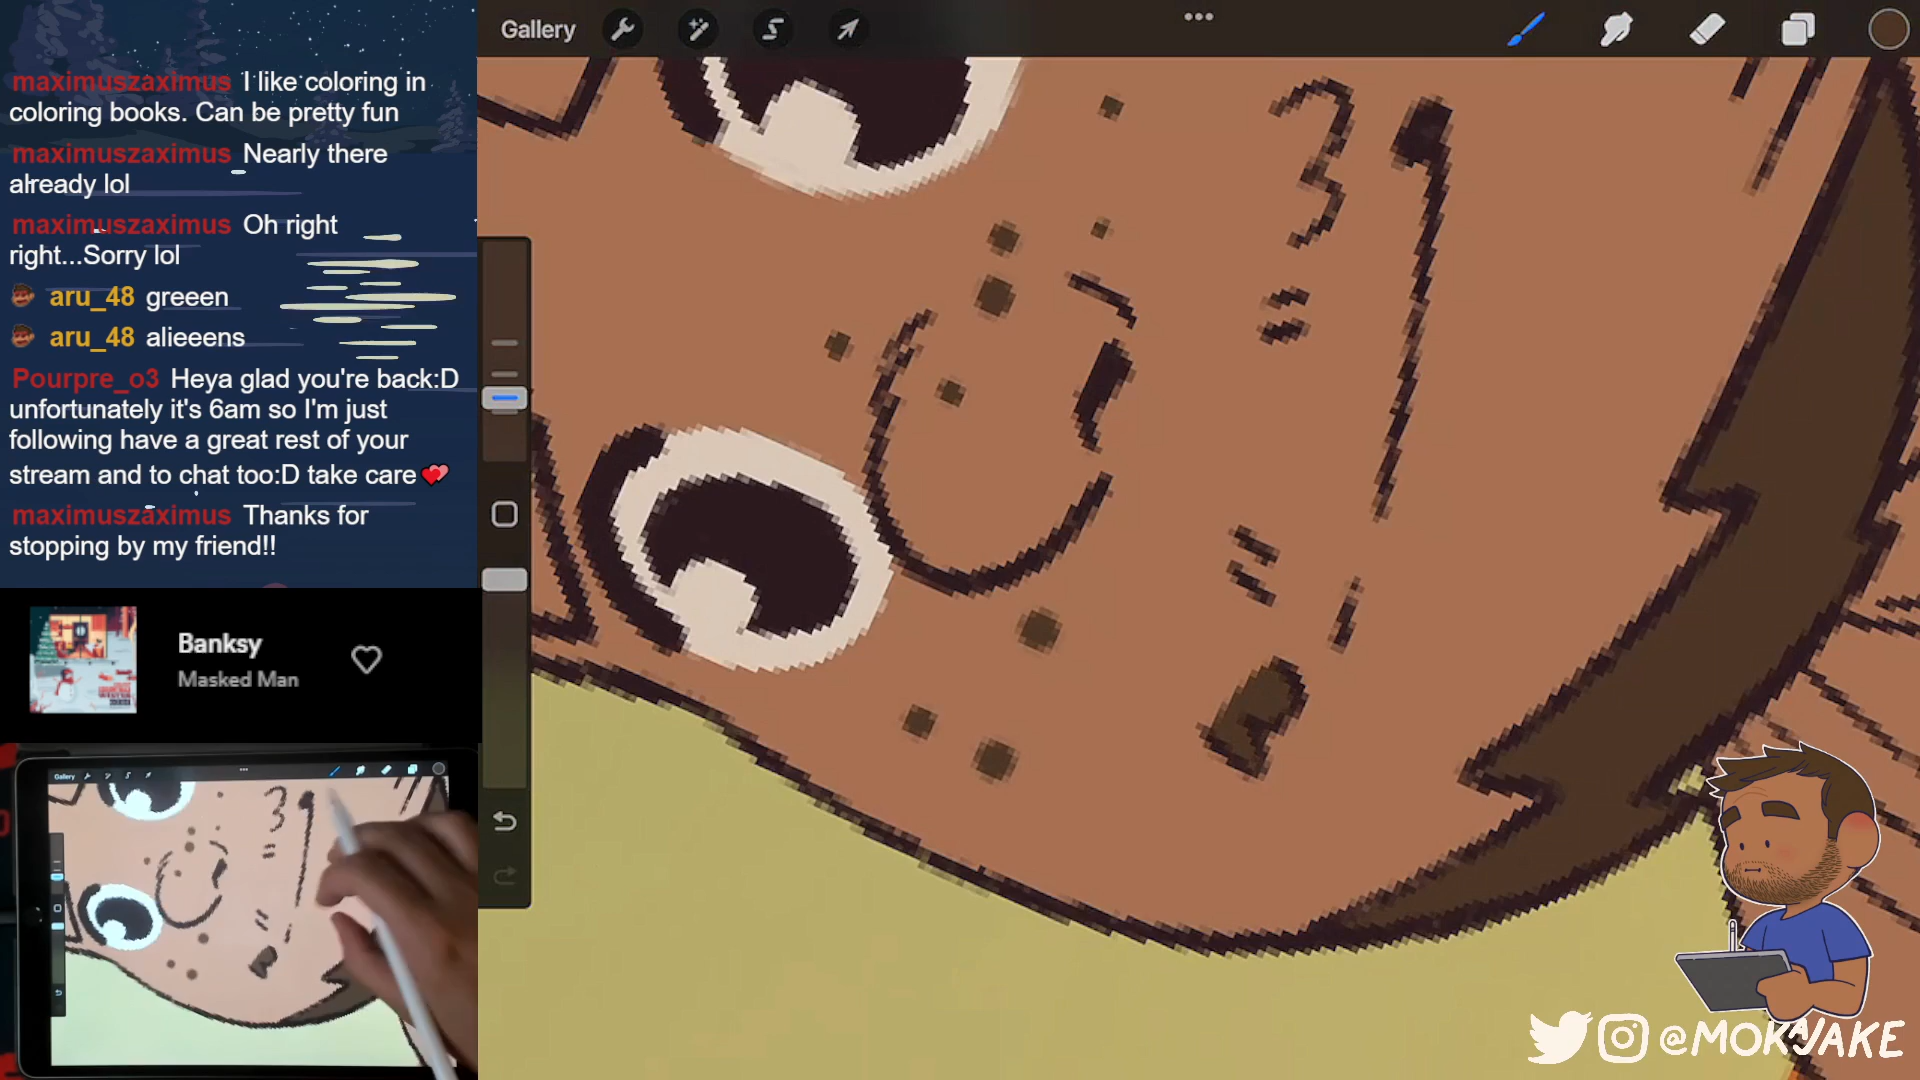 Gallery
maximuszaximus I like coloring in
coloring books. Can be pretty fun
maximuszaximus Nearly there
already lol
maximuszaximus Oh right
right...Sorry lol
aru_48 greeen
aru_48 alieeens
Pourpre_o3 Heya glad you're back:D
unfortunately it's 6am so I'm just
following have a great rest of your
stream and to chat too:D take care
maximuszaximus Thanks for
stopping by my friend!!
Banksy
Masked Man
Gallery
@MOKAJAKE